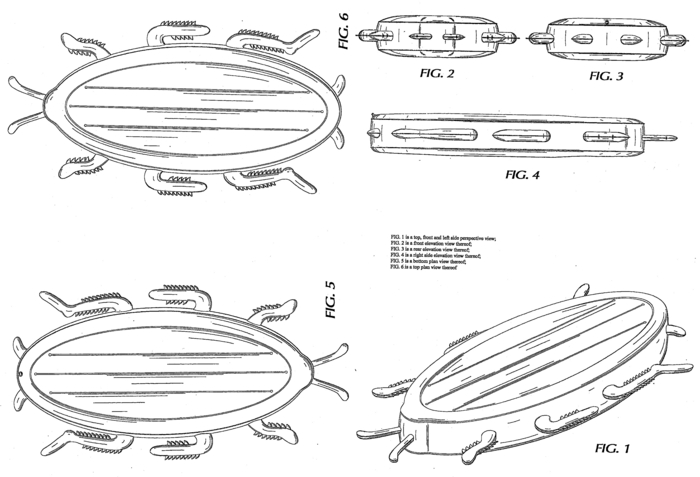 FIG. 6
FIG. 2
FIG. 3
FIG. 4
FIG. 1 is a top, front and left side perspective view;
FIG. 2 is a front elevation view thereof;
FIG. 3 is a rear elevation view thereof;
FIG. 4 is a right side elevation view thereof;
FIG. 5 is a bottom plan view thereof;
FIG. 6 is a top plan view thereof
FIG. 5
FIG. 1